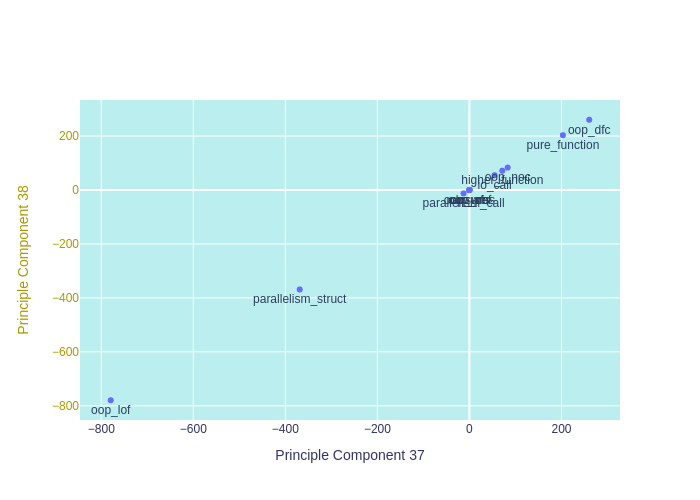 200
0
−200
−400
−600
−800
−800
−600
−400
−200
0
200
Principle Component 37
Principle Component 38
oop_dfc
pure_function
oop_noc
higher_function
io_call
parallelism_struct
oop_lof